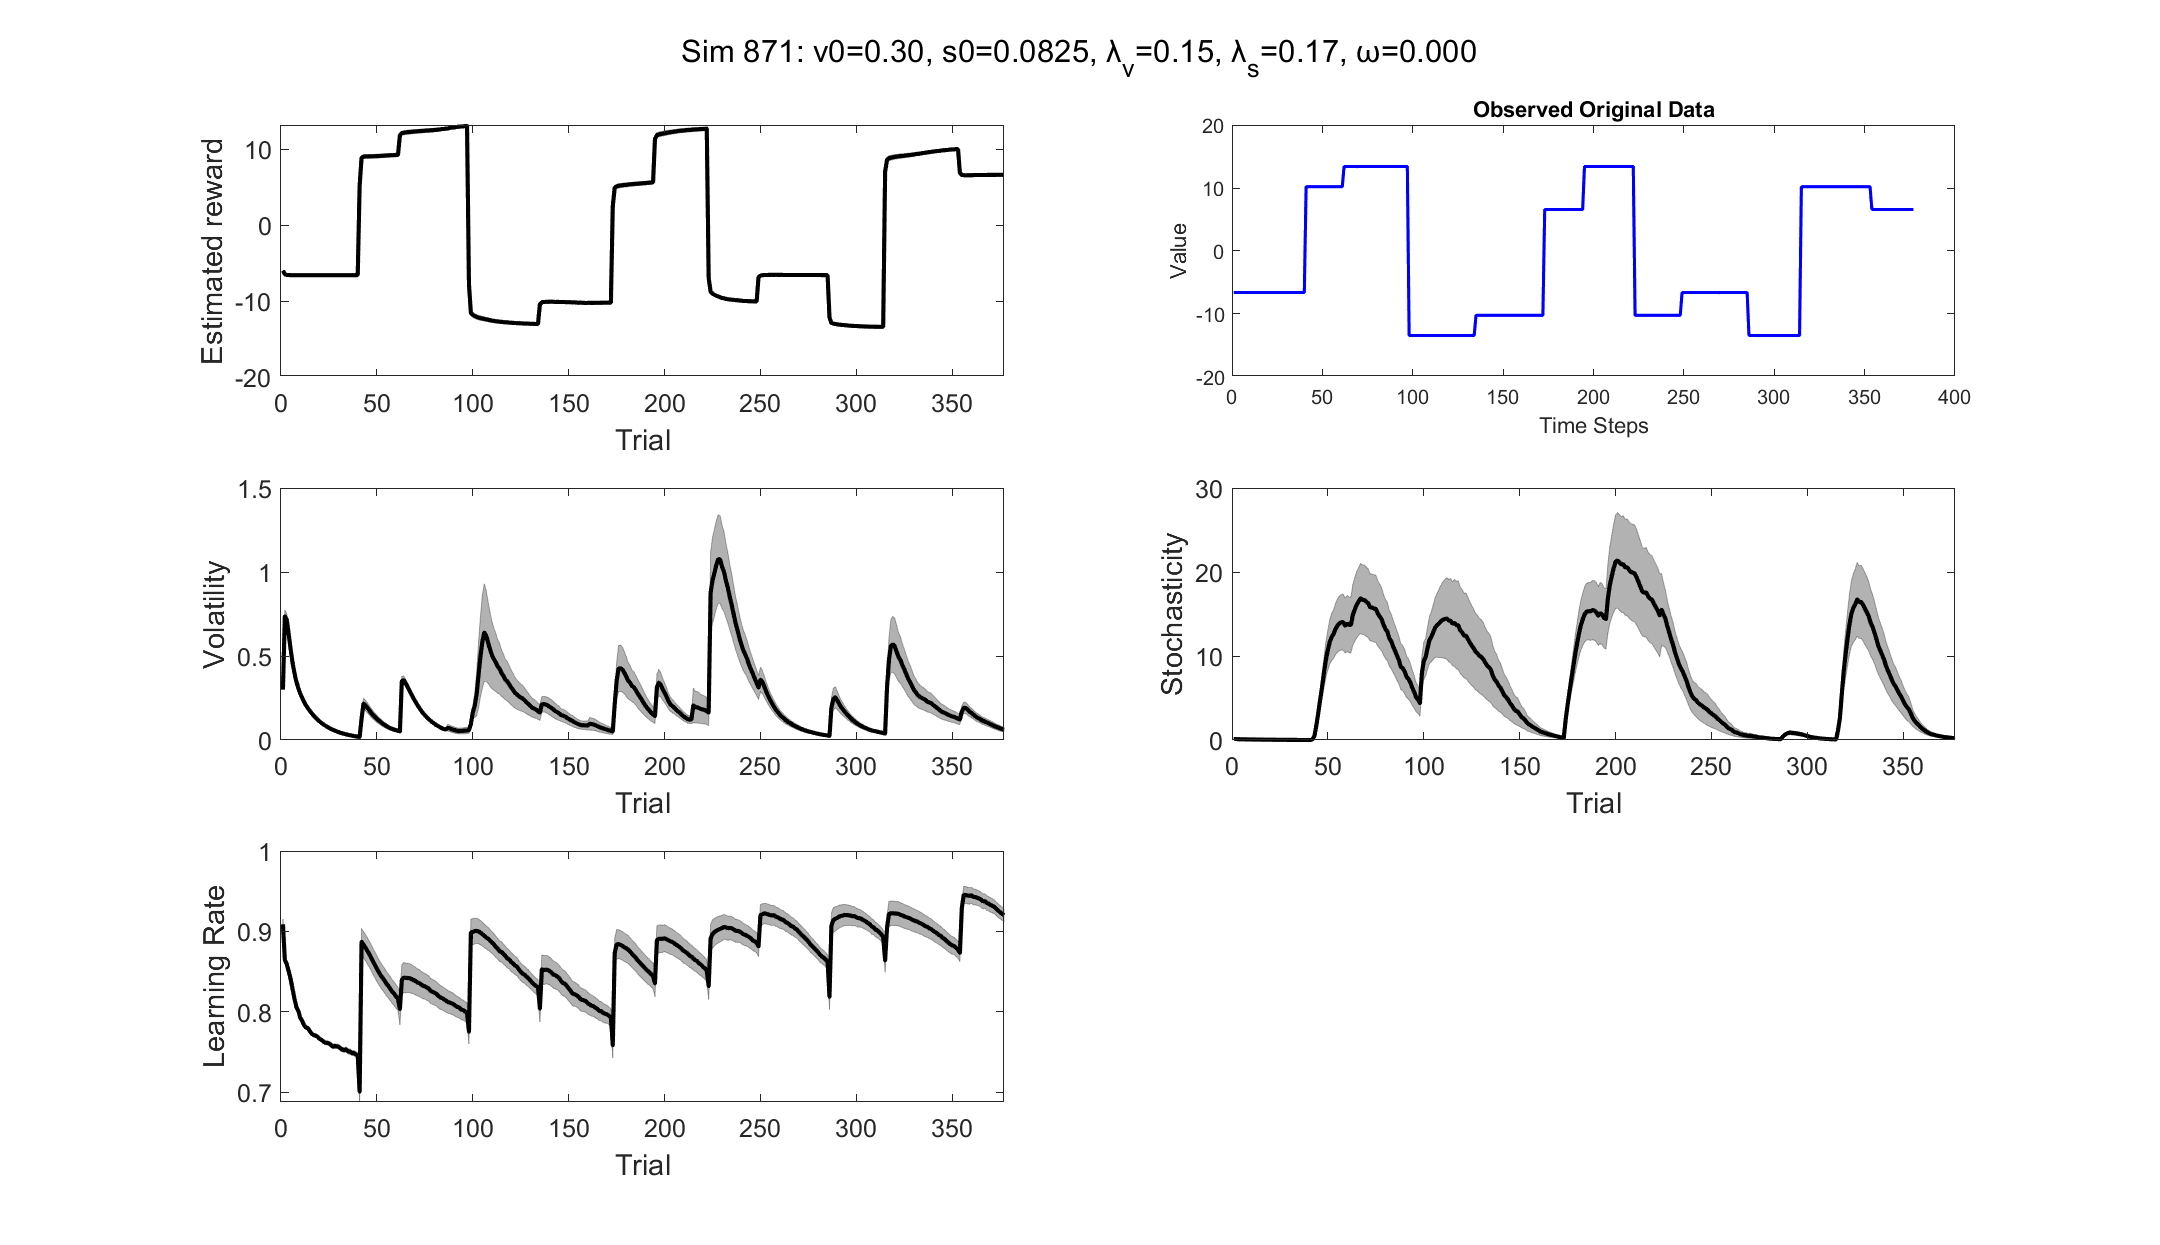 Sim 871: v0=0.30, s0=0.0825, λv=0.15, λs=0.17, ω=0.000
Estimated reward
10
0
-10
-20
0 50 100 150 200 250 300 350
Trial
Observed Original Data
Value
20
10
0
-10
-20
0 50 100 150 200 250 300 350 400
Time Steps
Volatility
1.5
1
0.5
0
0 50 100 150 200 250 300 350
Trial
Stochasticity
30
20
10
0
0 50 100 150 200 250 300 350
Trial
Learning Rate
1
0.9
0.8
0.7
0 50 100 150 200 250 300 350
Trial